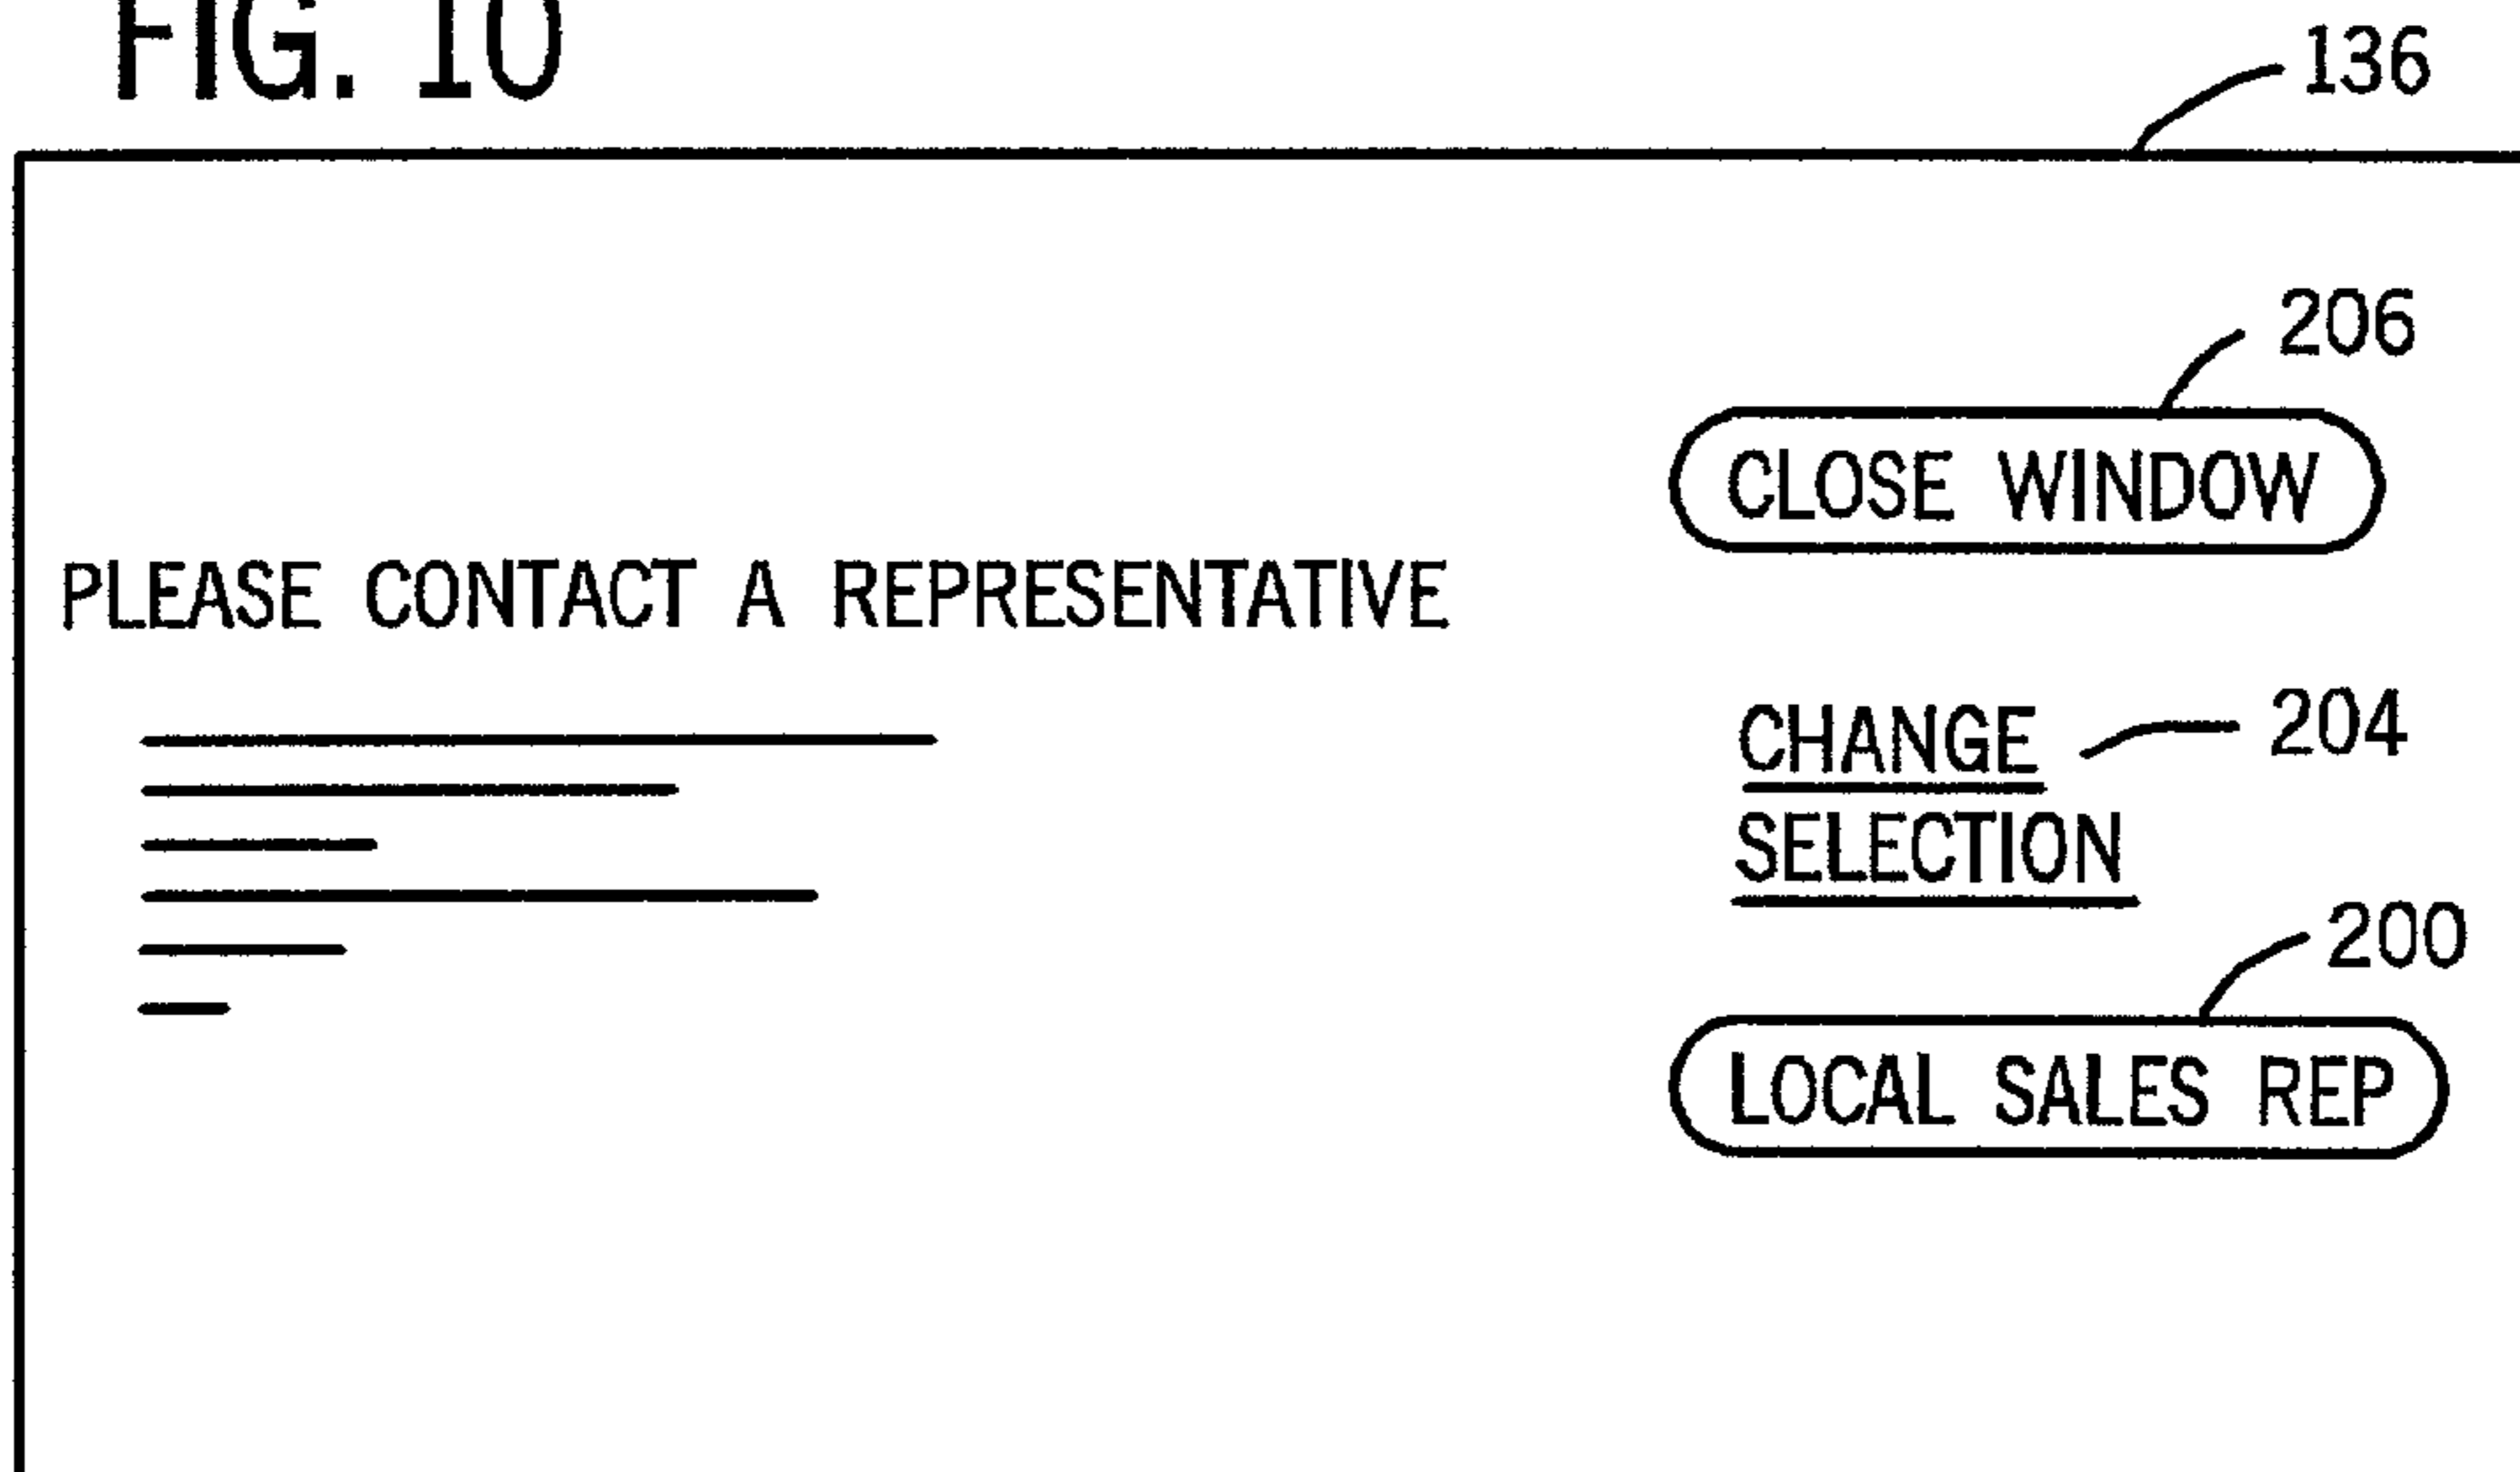 FIG. 10
136
206
CLOSE WINDOW
PLEASE CONTACT A REPRESENTATIVE
CHANGE
204
SELECTION
200
LOCAL SALES REP